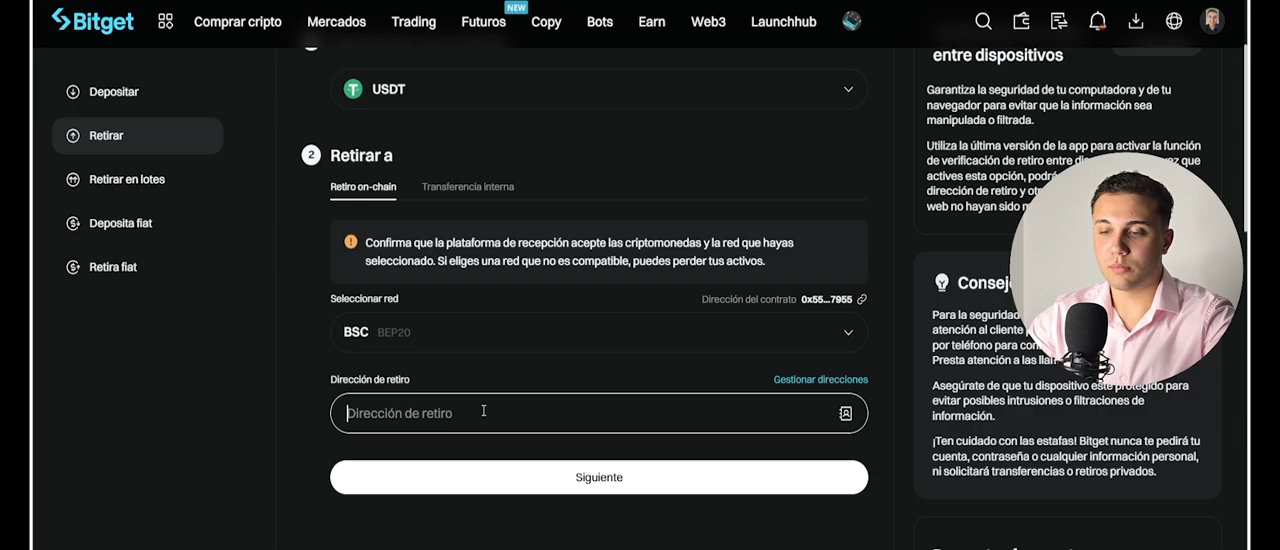 Bitget
Comprar cripto
Mercados
Trading
Futuros
NEW
Copy
Bots
Earn
Web3
Launchhub
Depositar
Retirar
Retirar en lotes
Deposita fiat
Retira fiat
USDT
2 Retirar a
Retiro on-chain
Transferencia interna
Confirma que la plataforma de recepción acepte las criptomonedas y la red que hayas
seleccionado. Si eliges una red que no es compatible, puedes perder tus activos.
Seleccionar red
Dirección del contrato 0x55...7955
BSC BEP20
Dirección de retiro
Gestionar direcciones
Dirección de retiro
Siguiente
entre dispositivos
Garantiza la seguridad de tu computadora y de tu
navegador para evitar que la información sea
manipulada o filtrada.
Utiliza la última versión de la app para activar la función
de verificación de retiro entre que
actives esta opción, podrá
dirección de retiro y
web no hayan sido
Para la seguridad
atención al cliente
por teléfono para
Presta atención a las
Asegúrate de que tu dispositivo esté protegido para
evitar posibles intrusiones o filtraciones de
información.
¡Ten cuidado con las estafas! Bitget nunca te pedirá tu
cuenta, contraseña o cualquier información personal,
ni solicitará transferencias o retiros privados.